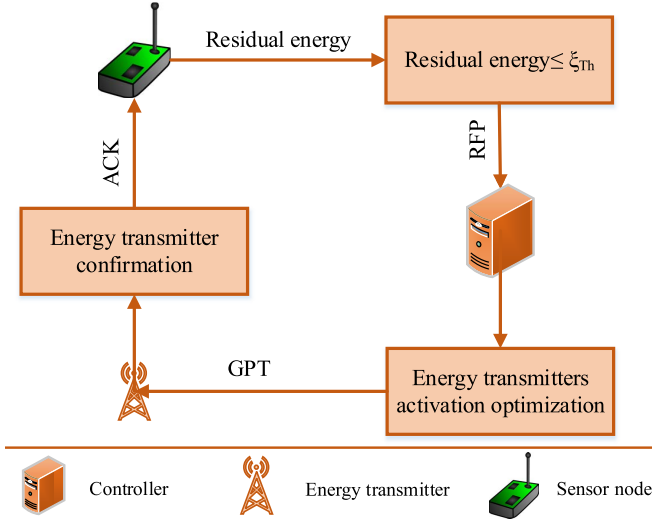 Residual energy
Residual energy≤ ξTh
RFP
ACK
Energy transmitter
confirmation
GPT
Energy transmitters
activation optimization
Controller
Energy transmitter
Sensor node